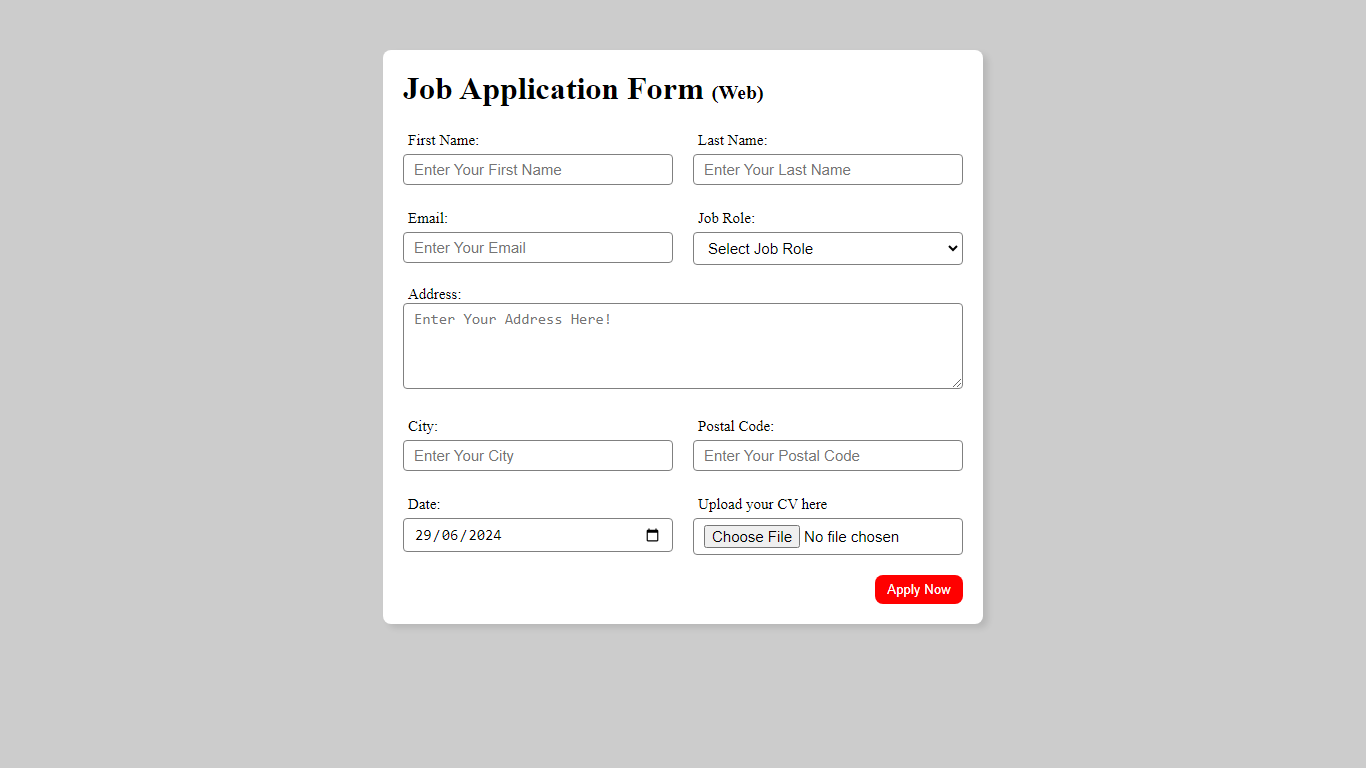 Job Application Form (Web)
First Name: Last Name:
Enter Your First Name Enter Your Last Name
Email: Job Role:
Enter Your Email Select Job Role
Address:
Enter Your Address Here!
City: Postal Code:
Enter Your City Enter Your Postal Code
Date: Upload your CV here
29/06/2024 Choose File No file chosen
Apply Now